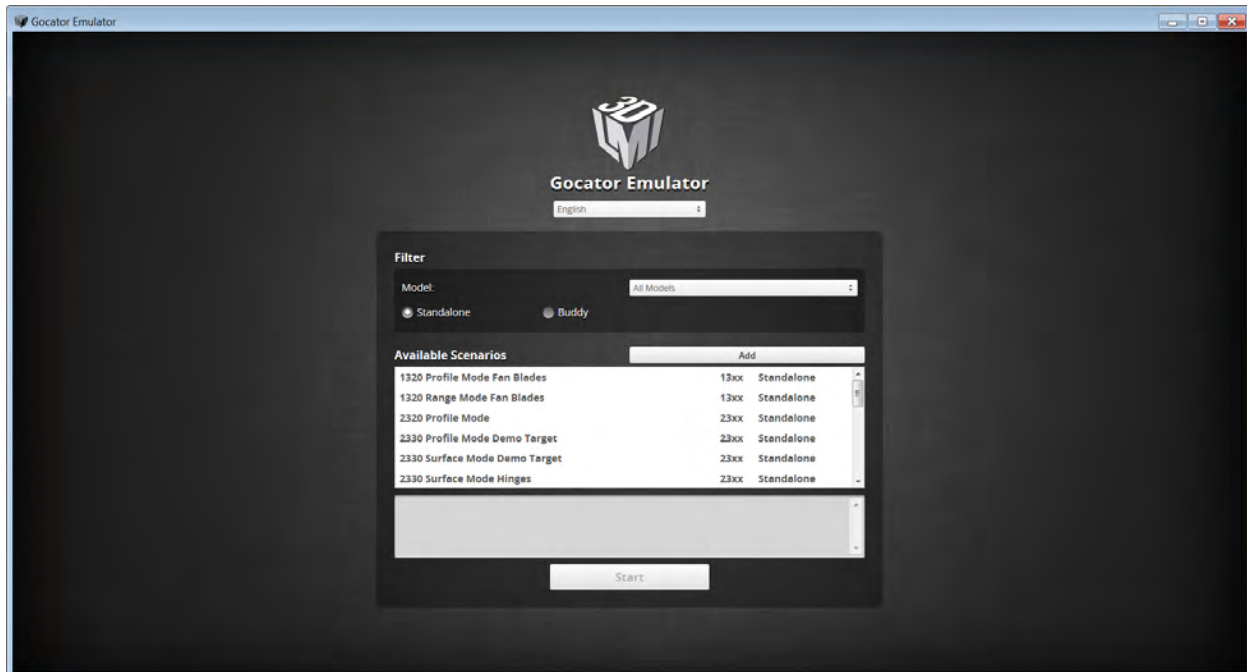 Gocator Emulator
3D
LMI
Gocator Emulator
English
Filter
Model: All Models
Standalone Buddy
Available Scenarios Add
1320 Profile Mode Fan Blades 13xx Standalone
1320 Range Mode Fan Blades 13xx Standalone
2320 Profile Mode 23xx Standalone
2330 Profile Mode Demo Target 23xx Standalone
2330 Surface Mode Demo Target 23xx Standalone
2330 Surface Mode Hinges 23xx Standalone
Start